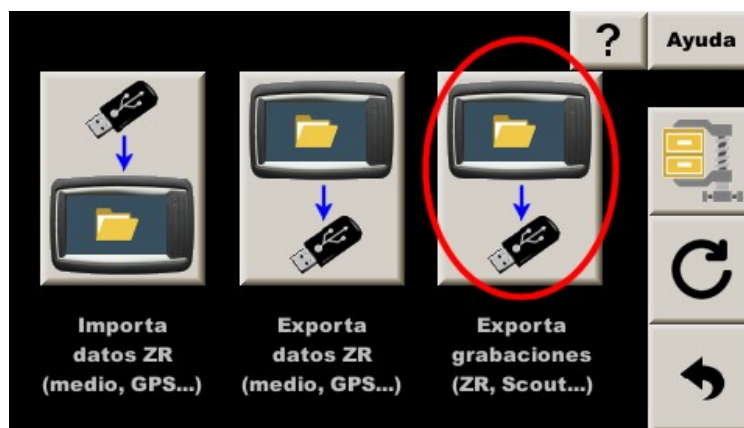 ? Ayuda
Importa
datos ZR
(medio, GPS...)
Exporta
datos ZR
(medio, GPS...)
Exporta
grabaciones
(ZR, Scout...)